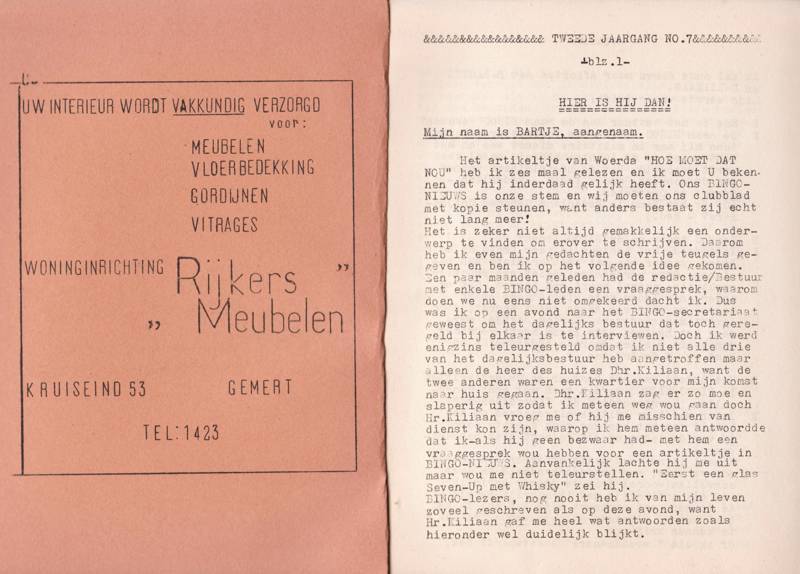 UW INTERIEUR WORDT VAKKUNDIG VERZORGD
VOOR:
MEUBELEN
VLOERBEDEKKING
GORDIJNEN
VITRAGES
WONINGINRICHTING
Rijkers "
" Meubelen
KRUISEIND 53 GEMERT
TEL: 1423
&&&&&&&&&&&&&&&&& TWEEDE JAARGANG NO.7&&&&&&&&&&
-blz.1-
HIER IS HIJ DAN!
Mijn naam is BARTJE, aangenaam.
Het artikeltje van Woerda "HOE MOET DAT
NOU" heb ik zes maal gelezen en ik moet U beken-
nen dat hij inderdaad gelijk heeft. Ons BINGO-
NIEUWS is onze stem en wij moeten ons clubblad
met kopie steunen, want anders bestaat zij echt
niet lang meer!
Het is zeker niet altijd gemakkelijk een onder-
werp te vinden om erover te schrijven. Daarom
heb ik even mijn gedachten de vrije teugels ge-
geven en ben ik op het volgende idee gekomen.
Een paar maanden geleden had de redactie/Bestuur
met enkele BINGO-leden een vraaggesprek, waarom
doen we nu eens niet omgekeerd dacht ik. Dus
was ik op een avond naar het BINGO-secretariaat
geweest om het dagelijks bestuur dat toch gere-
geld bij elkaar is te interviewen. Doch ik werd
enigzins teleurgesteld omdat ik niet alle drie
van het dagelijksbestuur heb aangetroffen maar
alleen de heer des huizes Dhr.Kiliaan, want de
twee anderen waren een kwartier voor mijn komst
naar huis gegaan. Dhr.Kiliaan zag er zo moe en
slaperig uit zodat ik meteen weg wou gaan doch
Hr.Kiliaan vroeg me of hij me misschien van
dienst kon zijn, waarop ik hem meteen antwoordde
dat ik-als hij geen bezwaar had- met hem een
vraaggesprek wou hebben voor een artikeltje in
BINGO-NIEUWS. Aanvankelijk lachte hij me uit
maar wou me niet teleurstellen. "Eerst een glas
Seven-Up met Whisky" zei hij.
BINGO-lezers, nog nooit heb ik van mijn leven
zoveel geschreven als op deze avond, want
Hr.Kiliaan gaf me heel wat antwoorden zoals
hieronder wel duidelijk blijkt.